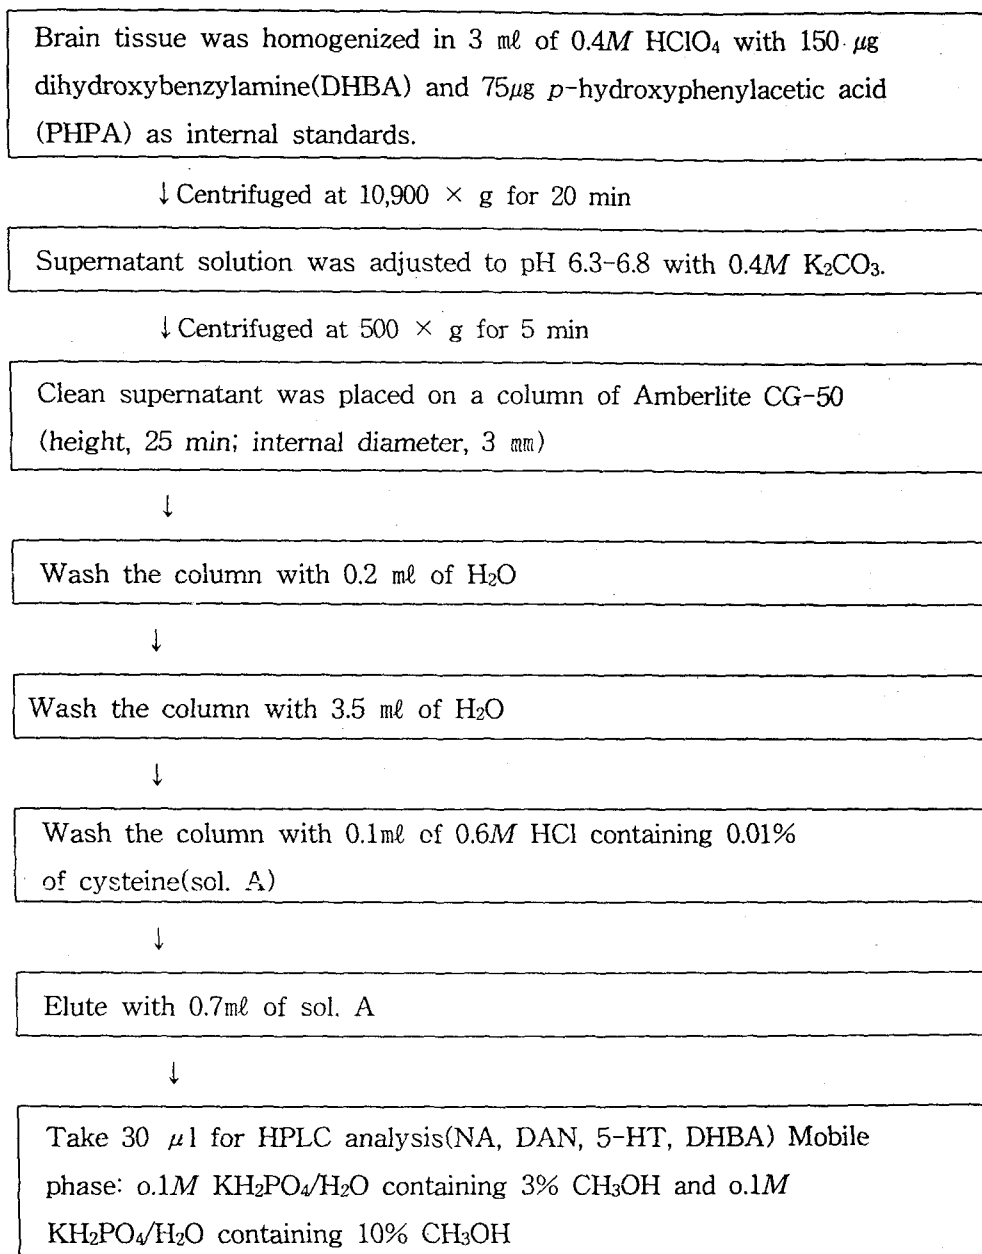 Brain tissue was homogenized in 3 ㎖ of 0.4M HClO₄ with 150 μg
dihydroxybenzylamine(DHBA) and 75μg p-hydroxyphenylacetic acid
(PHPA) as internal standards.
↓Centrifuged at 10,900 × g for 20 min
Supernatant solution was adjusted to pH 6.3-6.8 with 0.4M K₂CO₃.
↓Centrifuged at 500 × g for 5 min
Clean supernatant was placed on a column of Amberlite CG-50
(height, 25 min; internal diameter, 3 ㎜)
↓
Wash the column with 0.2 ㎖ of H₂O
↓
Wash the column with 3.5 ㎖ of H₂O
↓
Wash the column with 0.1㎖ of 0.6M HCl containing 0.01%
of cysteine(sol. A)
↓
Elute with 0.7㎖ of sol. A
↓
Take 30 μl for HPLC analysis(NA, DAN, 5-HT, DHBA) Mobile
phase: o.1M KH₂PO₄/H₂O containing 3% CH₃OH and o.1M
KH₂PO₄/H₂O containing 10% CH₃OH